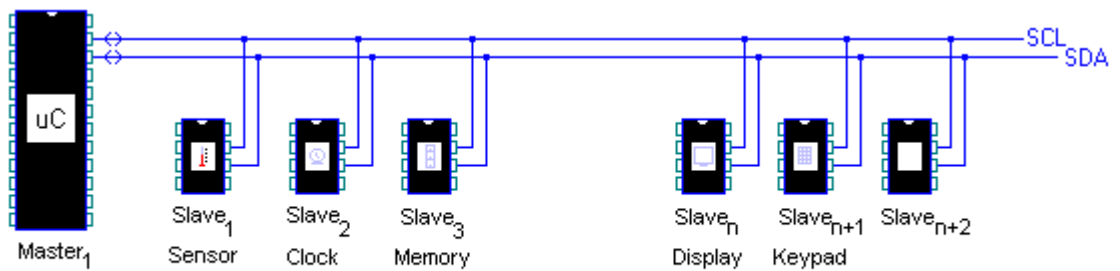 SCL
SDA
uC
Slave1 Slave2 Slave3 Slaven Slaven+1 Slaven+2
Master1 Sensor Clock Memory Display Keypad